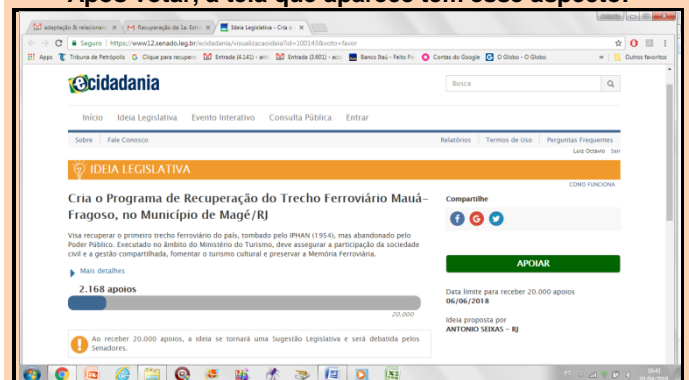 Após votar, a tela que aparece tem esse aspecto:
Recuperação da 1a. Estr
Ideia Legislativa - Cria o
Seguro https://www12.senado.leg.br/ecidadania/visualizacaoideia?id=100143&voto=favor
Apps Tribuna de Petrópolis Clique para recuper Entrada (4.141) - Entrada (3.601) - Banco Itaú - Feito Pa Contas do Google O Globo - O Globo Outros favoritos
ecidadania
Busca
Início Ideia Legislativa Evento Interativo Consulta Pública Entrar
Sobre Fale Conosco Relatórios Termos de Uso Perguntas Frequentes
Luiz Octavio Sair
IDEIA LEGISLATIVA
COMO FUNCIONA
Cria o Programa de Recuperação do Trecho Ferroviário Mauá–
Fragoso, no Município de Magé/RJ
Compartilhe
Visa recuperar o primeiro trecho ferroviário do país, tombado pelo IPHAN (1954), mas abandonado pelo
Poder Público. Executado no âmbito do Ministério do Turismo, deve assegurar a participação da sociedade
civil e a gestão compartilhada, fomentar o turismo cultural e preservar a Memória Ferroviária.
Mais detalhes
APOIAR
2.168 apoios
20.000
Data limite para receber 20.000 apoios
06/06/2018
Ideia proposta por
ANTONIO SEIXAS - RJ
Ao receber 20.000 apoios, a ideia se tornará uma Sugestão Legislativa e será debatida pelos
Senadores.
PT 16:41
01/04/2018